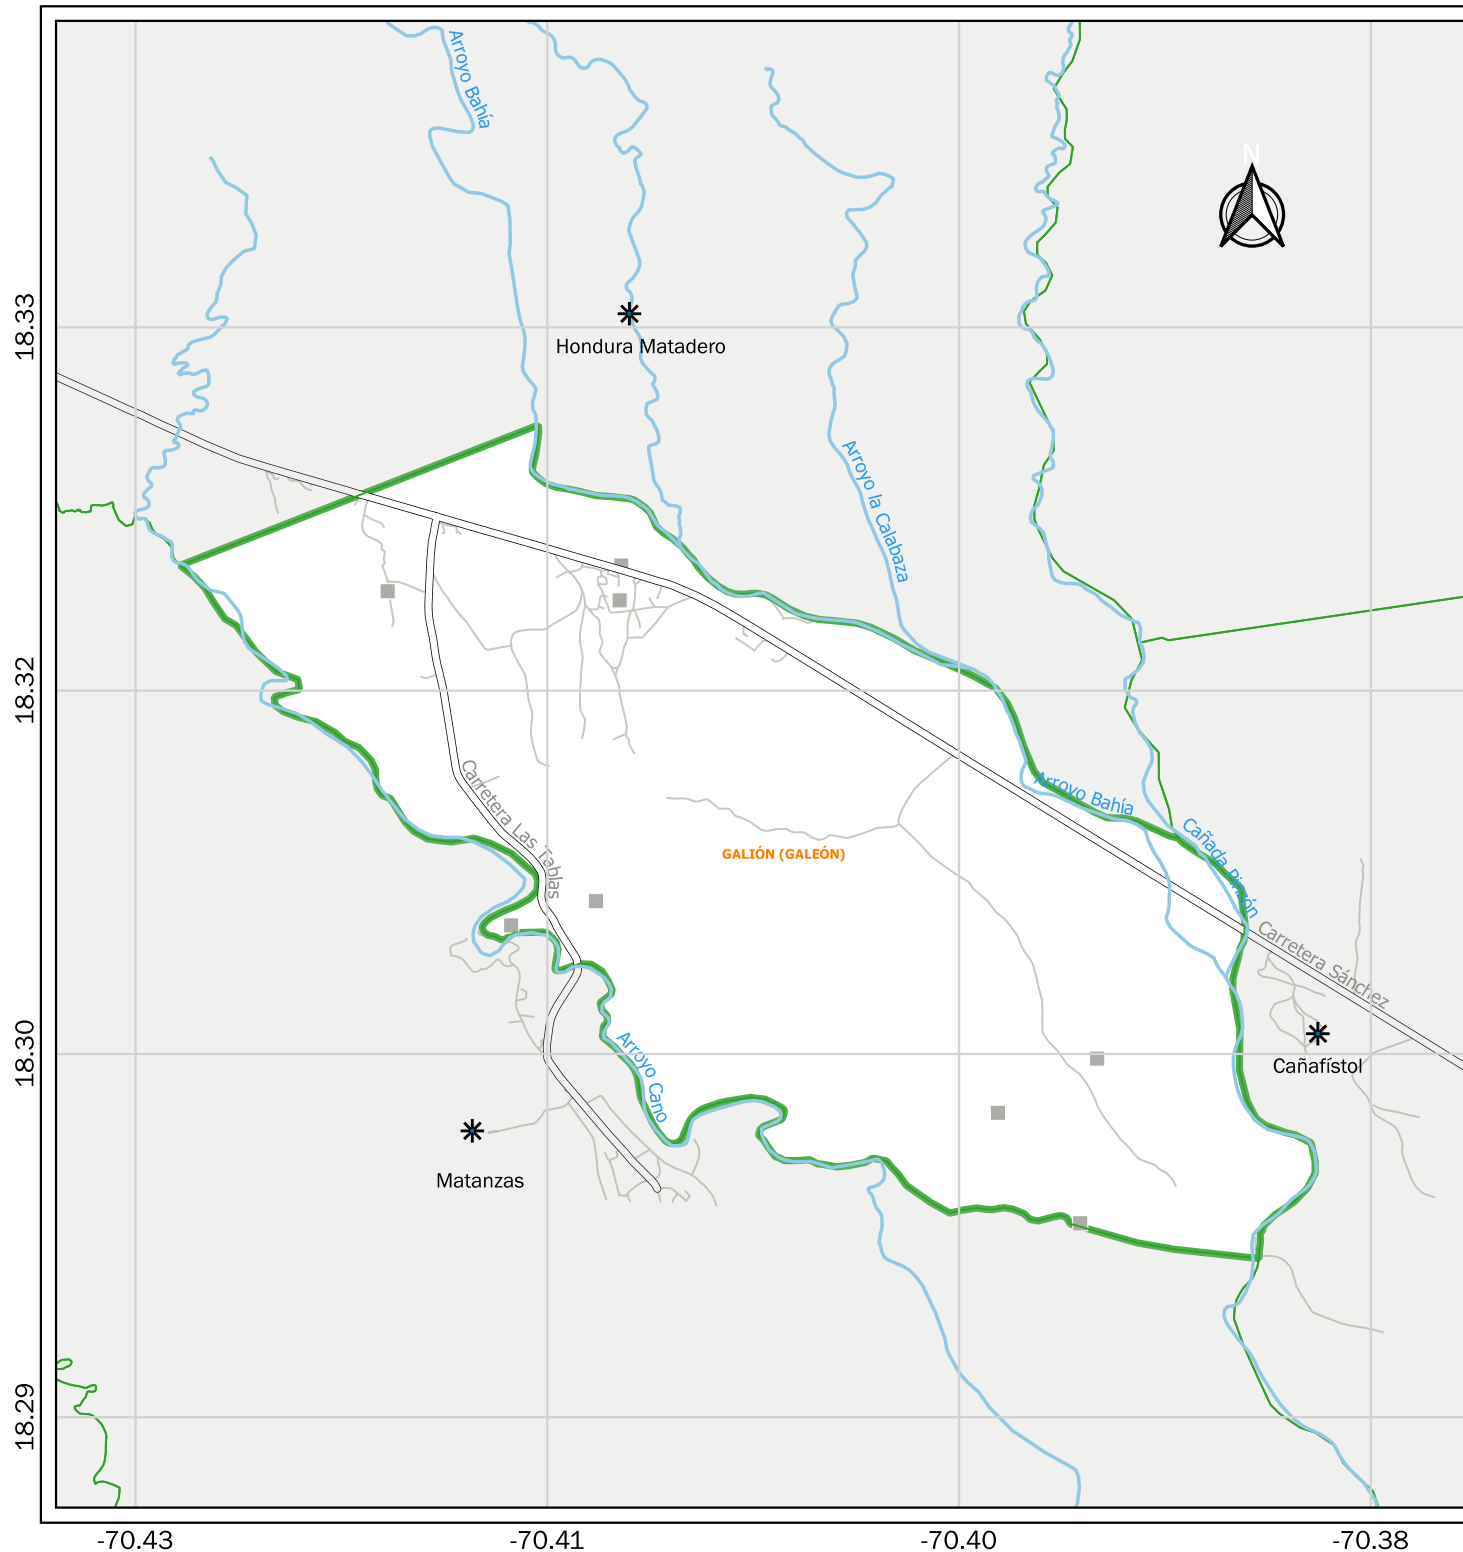 Arroyo Bahía
N
18.33
Hondura Matadero
Arroyo la Calabaza
18.32
Carretera Las Tablas
Arroyo Bahía
Cañada Pinzón
GALIÓN (GALEÓN)
Carretera Sánchez
18.30
Arroyo Cano
Cañafístol
Matanzas
18.29
-70.43
-70.41
-70.40
-70.38